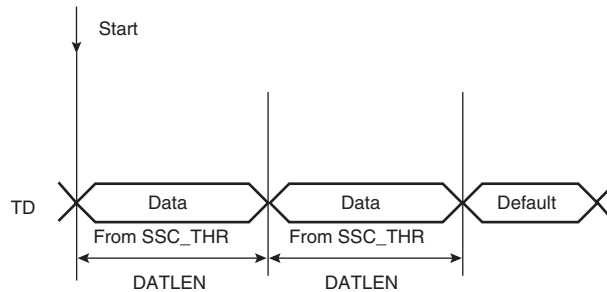 Start
TD
Data
Data
Default
From SSC_THR
From SSC_THR
DATLEN
DATLEN